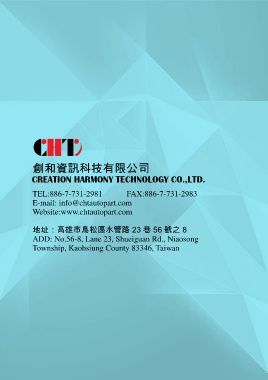 CHT
創和資訊科技有限公司
CREATION HARMONY TECHNOLOGY CO.,LTD.
TEL:886-7-731-2981 FAX:886-7-731-2983
E-mail: info@chtautopart.com
Website:www.chtautopart.com
地址：高雄市鳥松區水管路 23 巷 56 號之 8
ADD: No.56-8, Lane 23, Shueiguan Rd., Niaosong
Township, Kaohsiung County 83346, Taiwan